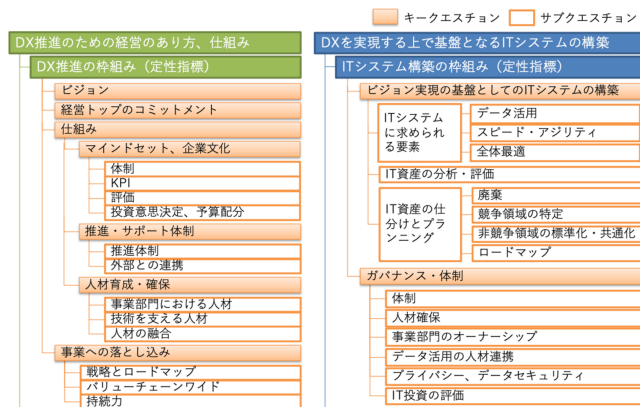 キークエスチョン
サブクエスチョン
DX推進のための経営のあり方、仕組み
DX推進の枠組み（定性指標）
ビジョン
経営トップのコミットメント
仕組み
マインドセット、企業文化
体制
KPI
評価
投資意思決定、予算配分
推進・サポート体制
推進体制
外部との連携
人材育成・確保
事業部門における人材
技術を支える人材
人材の融合
事業への落とし込み
戦略とロードマップ
バリューチェーンワイド
持続力
DXを実現する上で基盤となるITシステムの構築
ITシステム構築の枠組み（定性指標）
ビジョン実現の基盤としてのITシステムの構築
ITシステム
に求められ
る要素
データ活用
スピード・アジリティ
全体最適
IT資産の分析・評価
IT資産の仕
分けとプラ
ンニング
廃棄
競争領域の特定
非競争領域の標準化・共通化
ロードマップ
ガバナンス・体制
体制
人材確保
事業部門のオーナーシップ
データ活用の人材連携
プライバシー、データセキュリティ
IT投資の評価